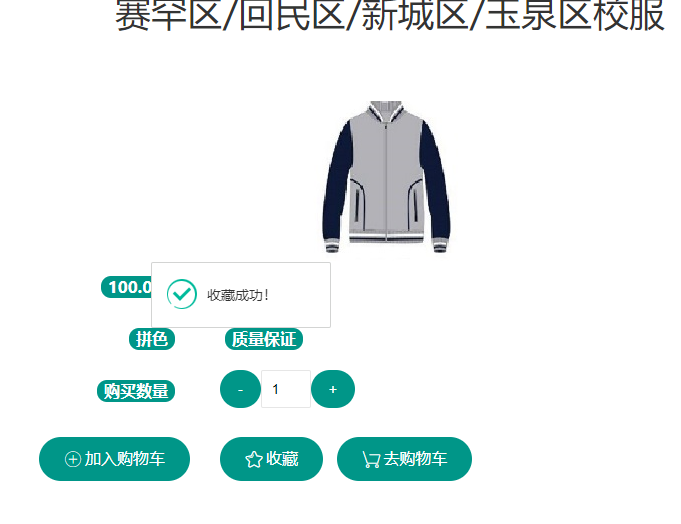 赛罕区/回民区/新城区/玉泉区校服
100.0
收藏成功！
拼色
质量保证
购买数量
-
1
+
加入购物车
收藏
去购物车